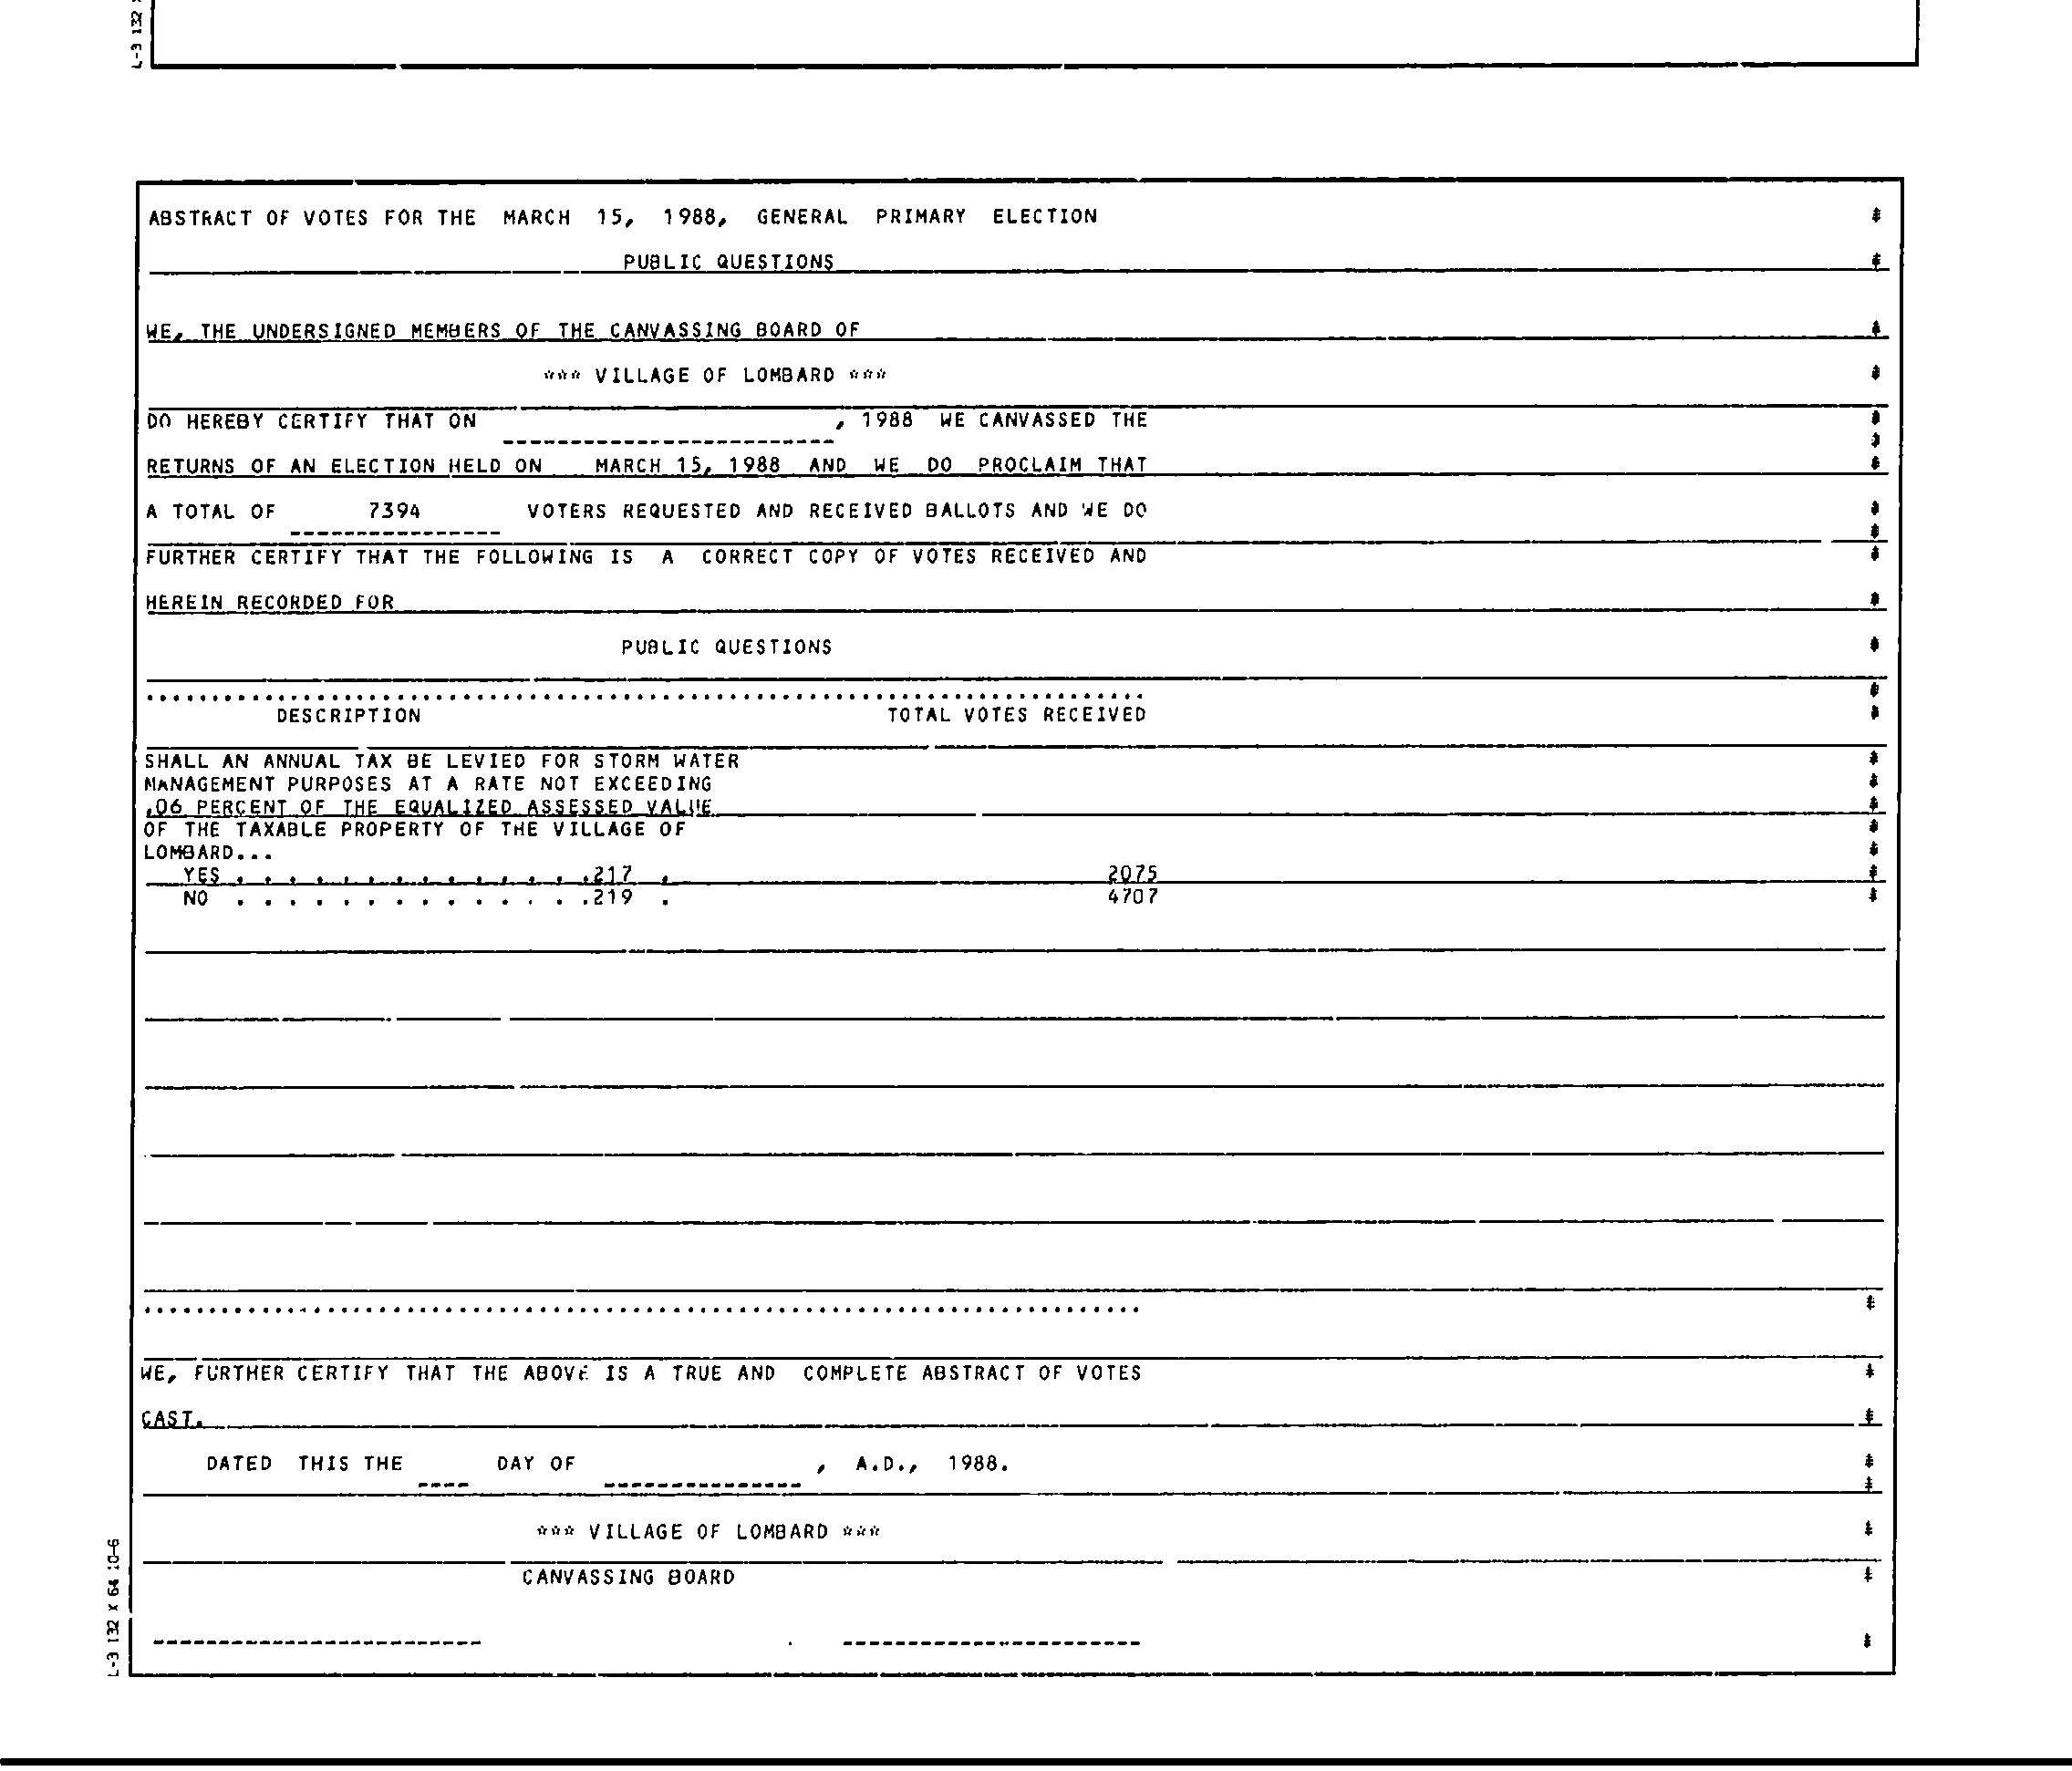 L-3 132
ABSTRACT OF VOTES FOR THE MARCH 15, 1988, GENERAL PRIMARY ELECTION
PUBLIC QUESTIONS
WE, THE UNDERSIGNED MEMBERS OF THE CANVASSING BOARD OF
*** VILLAGE OF LOMBARD ***
DO HEREBY CERTIFY THAT ON , 1988 WE CANVASSED THE
RETURNS OF AN ELECTION HELD ON MARCH 15, 1988 AND WE DO PROCLAIM THAT
A TOTAL OF 7394 VOTERS REQUESTED AND RECEIVED BALLOTS AND WE DO
FURTHER CERTIFY THAT THE FOLLOWING IS A CORRECT COPY OF VOTES RECEIVED AND
HEREIN RECORDED FOR
PUBLIC QUESTIONS
DESCRIPTION TOTAL VOTES RECEIVED
SHALL AN ANNUAL TAX BE LEVIED FOR STORM WATER
MANAGEMENT PURPOSES AT A RATE NOT EXCEEDING
.06 PERCENT OF THE EQUALIZED ASSESSED VALUE
OF THE TAXABLE PROPERTY OF THE VILLAGE OF
LOMBARD...
YES . . . . . . . . . . . . . .217 . 2075
NO . . . . . . . . . . . . . .219 . 4707
WE, FURTHER CERTIFY THAT THE ABOVE IS A TRUE AND COMPLETE ABSTRACT OF VOTES
CAST.
DATED THIS THE ---- DAY OF --------------- , A.D., 1988.
*** VILLAGE OF LOMBARD ***
CANVASSING BOARD
L-3 132 X 64 10-6